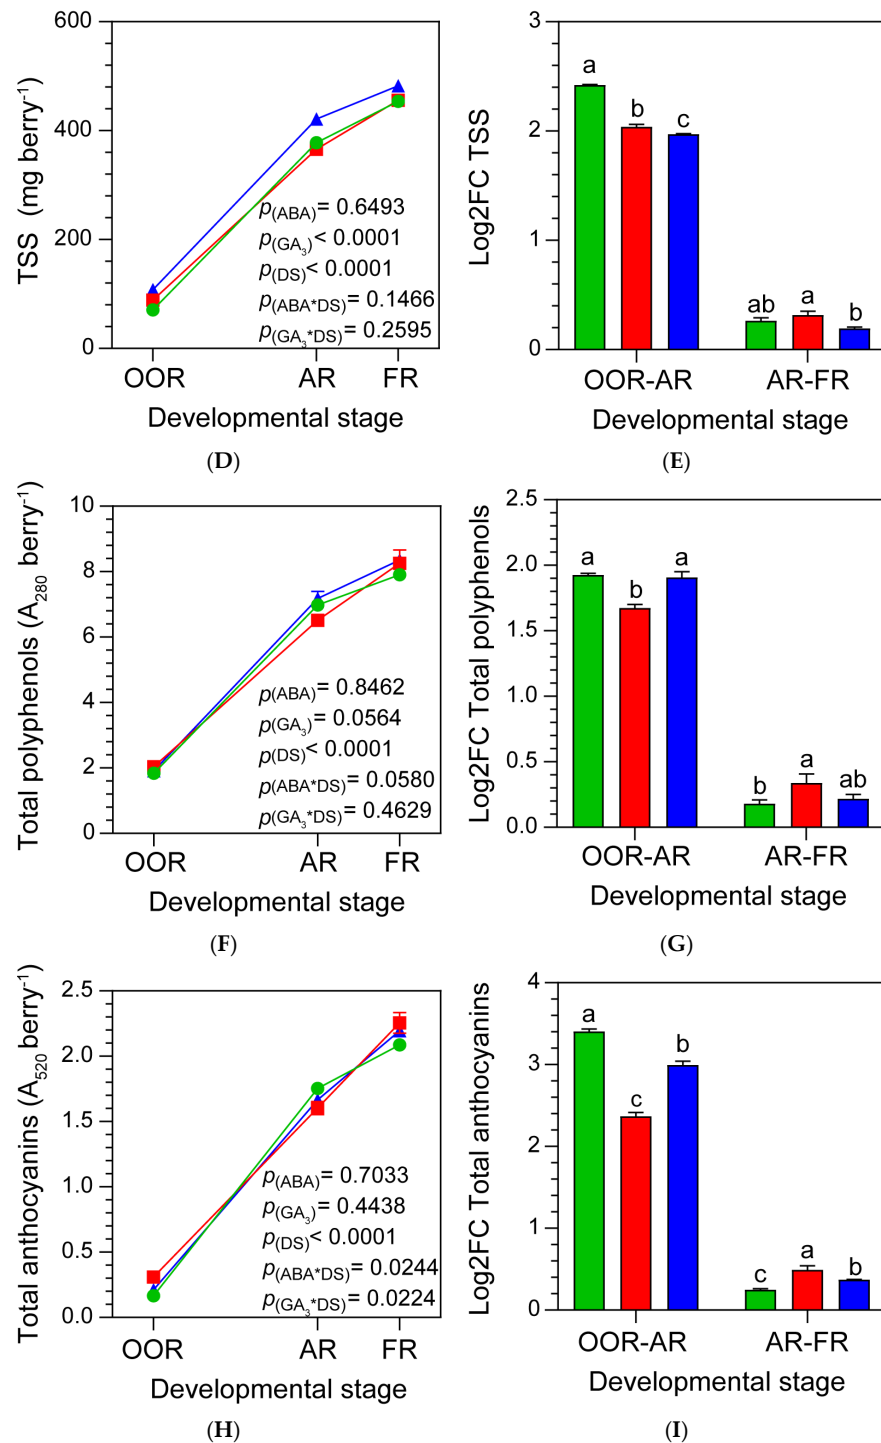 TSS (mg berry-1)
600
400
200
0
p(ABA)= 0.6493
p(GA3)< 0.0001
p(DS)< 0.0001
p(ABA*DS)= 0.1466
p(GA3*DS)= 0.2595
OOR AR FR
Developmental stage
(D)
Log2FC TSS
3
2
1
0
a b c
ab a b
OOR-AR AR-FR
Developmental stage
(E)
Total polyphenols (A280 berry-1)
10
8
6
4
2
0
p(ABA)= 0.8462
p(GA3)= 0.0564
p(DS)< 0.0001
p(ABA*DS)= 0.0580
p(GA3*DS)= 0.4629
OOR AR FR
Developmental stage
(F)
Log2FC Total polyphenols
2.5
2.0
1.5
1.0
0.5
0.0
a b a
b a ab
OOR-AR AR-FR
Developmental stage
(G)
Total anthocyanins (A520 berry-1)
2.5
2.0
1.5
1.0
0.5
0.0
p(ABA)= 0.7033
p(GA3)= 0.4438
p(DS)< 0.0001
p(ABA*DS)= 0.0244
p(GA3*DS)= 0.0224
OOR AR FR
Developmental stage
(H)
Log2FC Total anthocyanins
4
3
2
1
0
a c b
c a b
OOR-AR AR-FR
Developmental stage
(I)